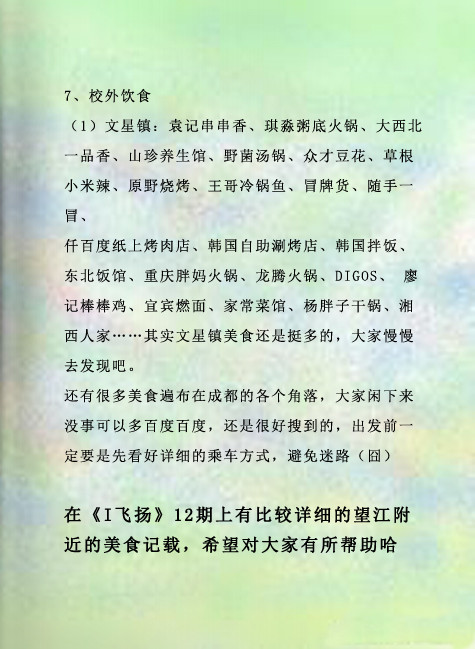 7、校外饮食
（1）文星镇：袁记串串香、琪淼粥底火锅、大西北
一品香、山珍养生馆、野菌汤锅、众才豆花、草根
小米辣、原野烧烤、王哥冷锅鱼、冒牌货、随手一
冒、
仟百度纸上烤肉店、韩国自助涮烤店、韩国拌饭、
东北饭馆、重庆胖妈火锅、龙腾火锅、DIGOS、 廖
记棒棒鸡、宜宾燃面、家常菜馆、杨胖子干锅、湘
西人家……其实文星镇美食还是挺多的，大家慢慢
去发现吧。
还有很多美食遍布在成都的各个角落，大家闲下来
没事可以多百度百度，还是很好搜到的，出发前一
定要是先看好详细的乘车方式，避免迷路（囧）
在《I飞扬》12期上有比较详细的望江附
近的美食记载，希望对大家有所帮助哈